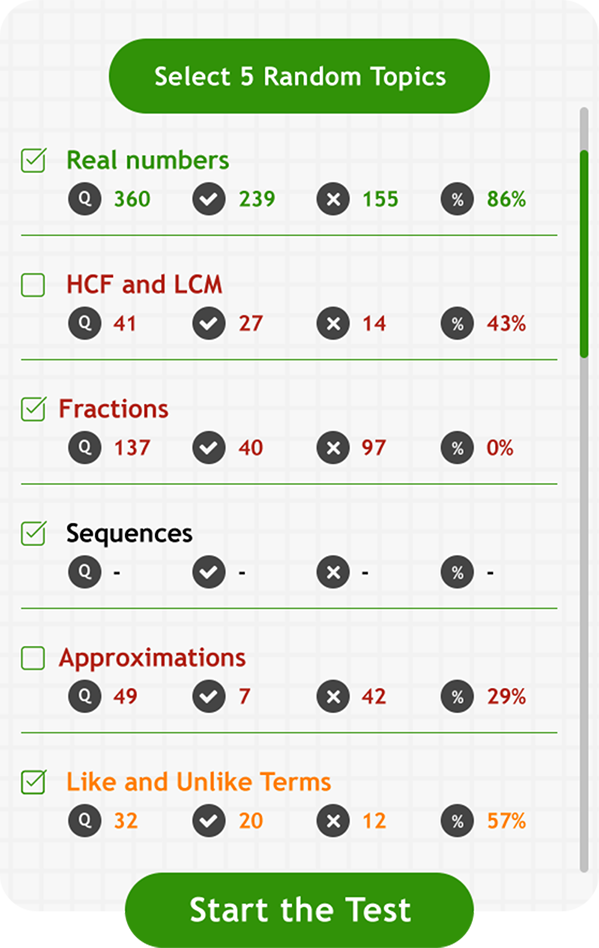 Select 5 Random Topics
Real numbers
Q 360 239 155 % 86%
HCF and LCM
Q 41 27 14 % 43%
Fractions
Q 137 40 97 % 0%
Sequences
Q - - - % -
Approximations
Q 49 7 42 % 29%
Like and Unlike Terms
Q 32 20 12 % 57%
Start the Test